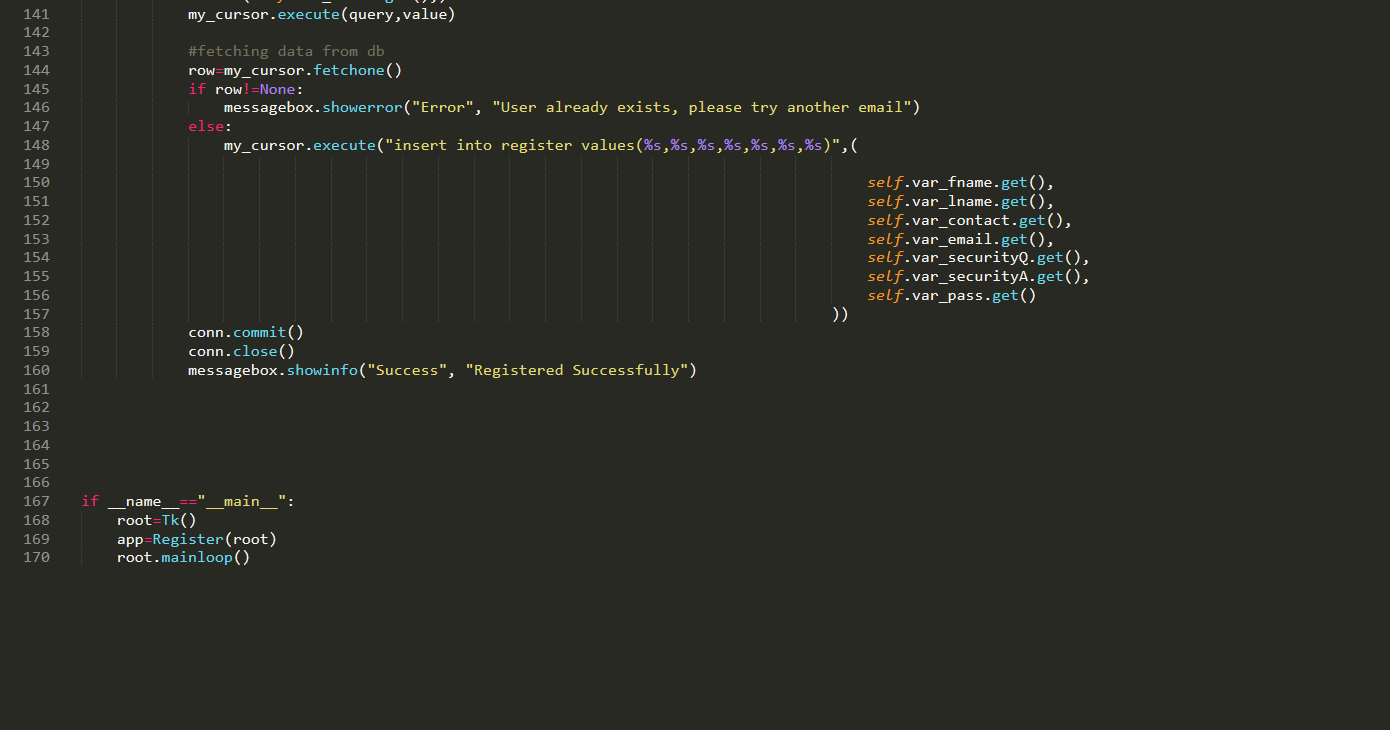 141 my_cursor.execute(query,value)
142
143 #fetching data from db
144 row=my_cursor.fetchone()
145 if row!=None:
146 messagebox.showerror("Error", "User already exists, please try another email")
147 else:
148 my_cursor.execute("insert into register values(%s,%s,%s,%s,%s,%s,%s)",(
149
150 self.var_fname.get(),
151 self.var_lname.get(),
152 self.var_contact.get(),
153 self.var_email.get(),
154 self.var_securityQ.get(),
155 self.var_securityA.get(),
156 self.var_pass.get()
157 ))
158 conn.commit()
159 conn.close()
160 messagebox.showinfo("Success", "Registered Successfully")
161
162
163
164
165
166
167 if __name__=="__main__":
168 root=Tk()
169 app=Register(root)
170 root.mainloop()